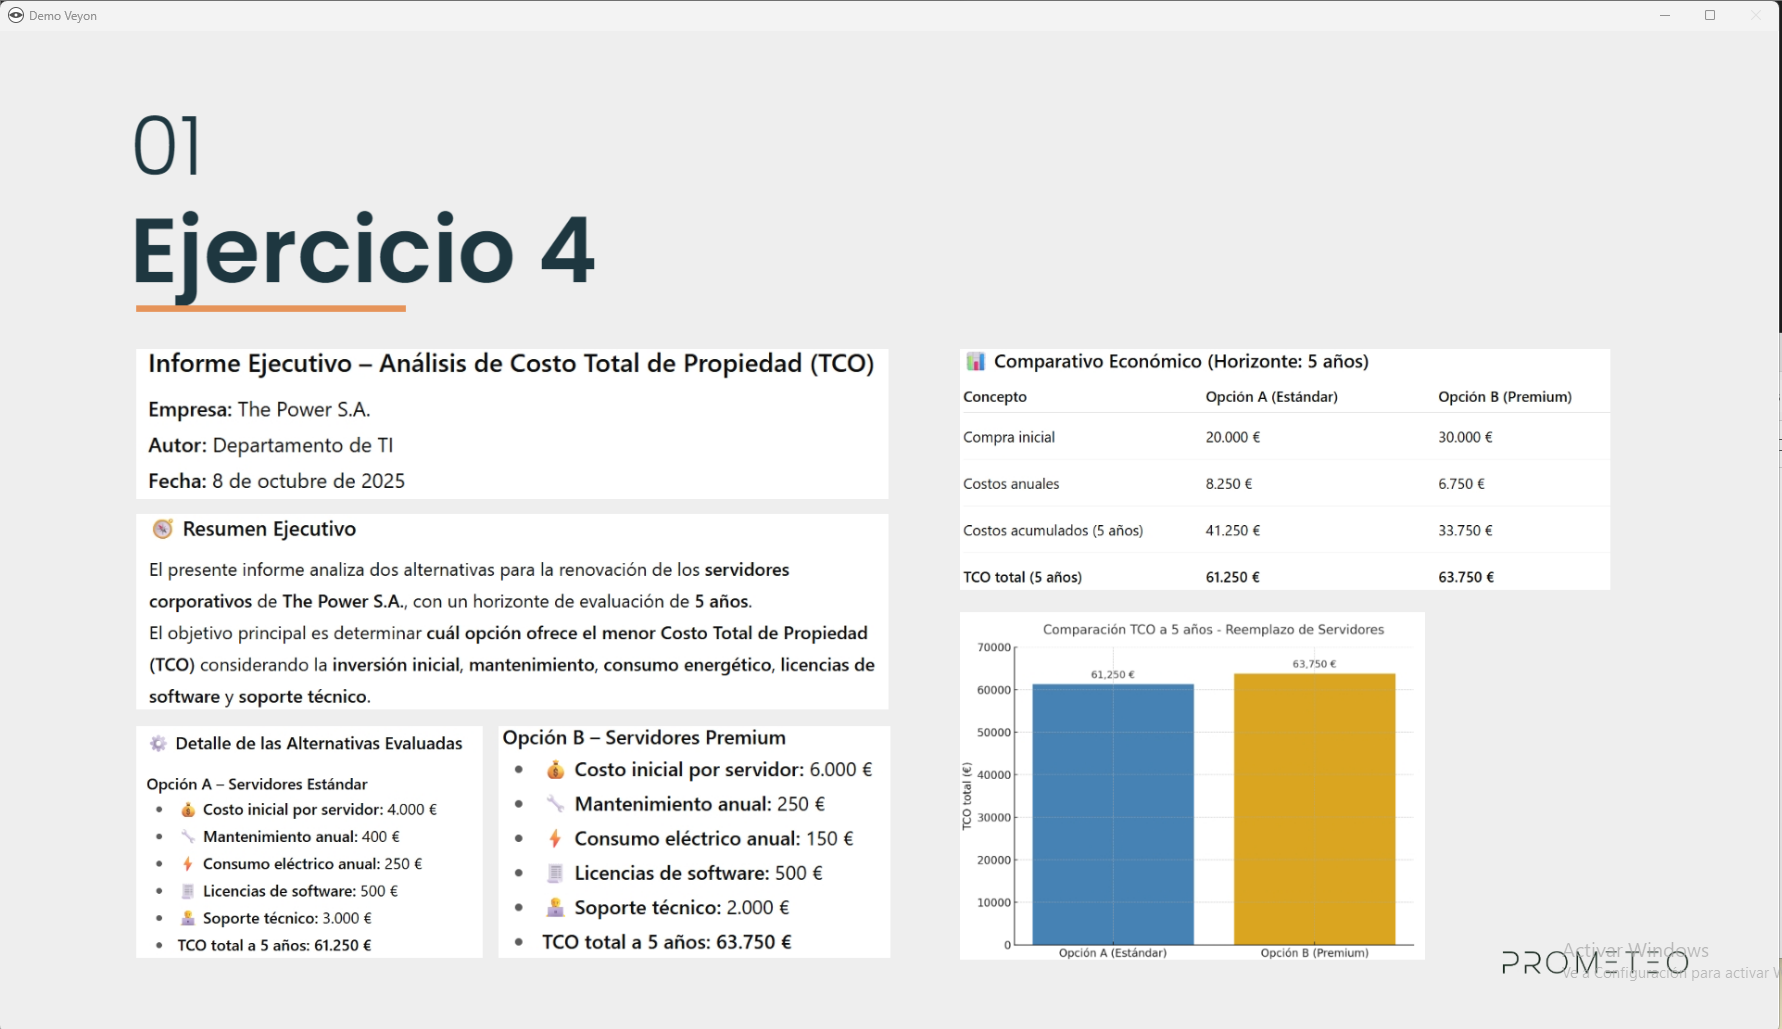 Demo Veyon
01
Ejercicio 4
Informe Ejecutivo – Análisis de Costo Total de Propiedad (TCO)
Empresa: The Power S.A.
Autor: Departamento de TI
Fecha: 8 de octubre de 2025
Resumen Ejecutivo
El presente informe analiza dos alternativas para la renovación de los servidores
corporativos de The Power S.A., con un horizonte de evaluación de 5 años.
El objetivo principal es determinar cuál opción ofrece el menor Costo Total de Propiedad
(TCO) considerando la inversión inicial, mantenimiento, consumo energético, licencias de
software y soporte técnico.
Detalle de las Alternativas Evaluadas
Opción A – Servidores Estándar
Costo inicial por servidor: 4.000 €
Mantenimiento anual: 400 €
Consumo eléctrico anual: 250 €
Licencias de software: 500 €
Soporte técnico: 3.000 €
TCO total a 5 años: 61.250 €
Opción B – Servidores Premium
Costo inicial por servidor: 6.000 €
Mantenimiento anual: 250 €
Consumo eléctrico anual: 150 €
Licencias de software: 500 €
Soporte técnico: 2.000 €
TCO total a 5 años: 63.750 €
Comparativo Económico (Horizonte: 5 años)
Concepto Opción A (Estándar) Opción B (Premium)
Compra inicial 20.000 € 30.000 €
Costos anuales 8.250 € 6.750 €
Costos acumulados (5 años) 41.250 € 33.750 €
TCO total (5 años) 61.250 € 63.750 €
Comparación TCO a 5 años - Reemplazo de Servidores
TCO total (€)
70000
60000
50000
40000
30000
20000
10000
0
61,250 €
63,750 €
Opción A (Estándar) Opción B (Premium)
PROMETEO
Activar Windows
Ve a Configuración para activar